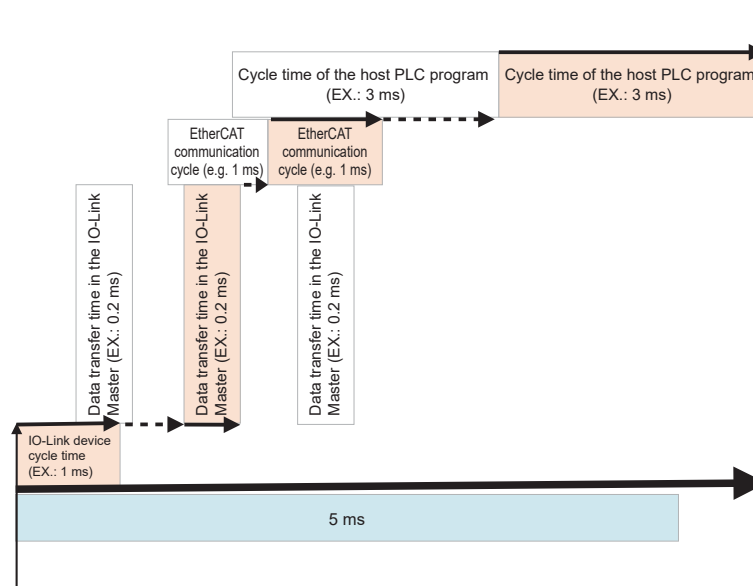 Cycle time of the host PLC program
(EX.: 3 ms)
Cycle time of the host PLC program
(EX.: 3 ms)
EtherCAT
communication
cycle (e.g. 1 ms)
EtherCAT
communication
cycle (e.g. 1 ms)
Data transfer time in the IO-Link
Master (EX.: 0.2 ms)
Data transfer time in the IO-Link
Master (EX.: 0.2 ms)
Data transfer time in the IO-Link
Master (EX.: 0.2 ms)
IO-Link device
cycle time
(EX.: 1 ms)
5 ms